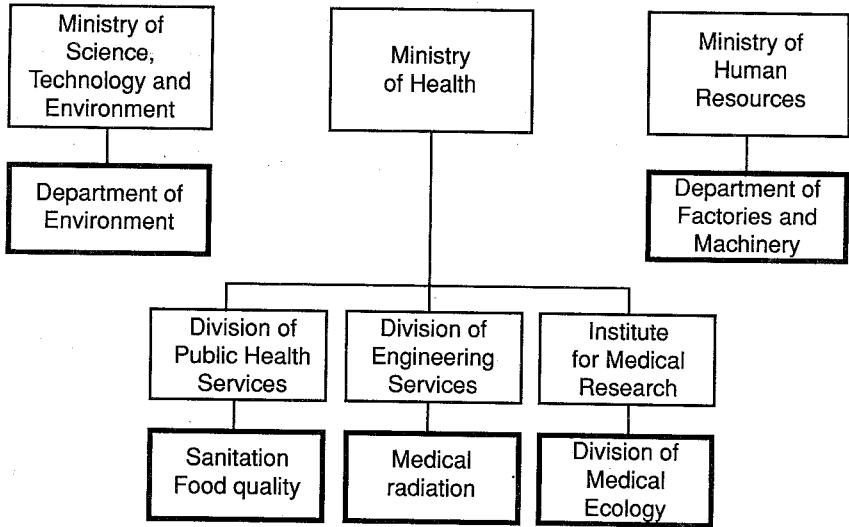 Ministry of
Science,
Technology and
Environment
Ministry
of Health
Ministry of
Human
Resources
Department of
Environment
Department of
Factories and
Machinery
Division of
Public Health
Services
Division of
Engineering
Services
Institute
for Medical
Research
Sanitation
Food quality
Medical
radiation
Division of
Medical
Ecology